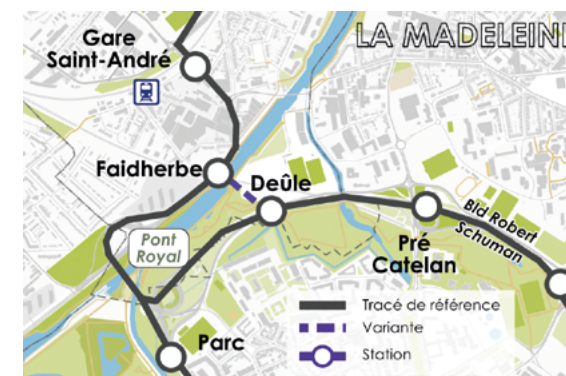 Gare
Saint-André
LA MADELEINE
Faidherbe
Deûle
Pont
Royal
Pré
Catelan
Bld Robert
Schuman
Parc
Tracé de référence
Variante
Station